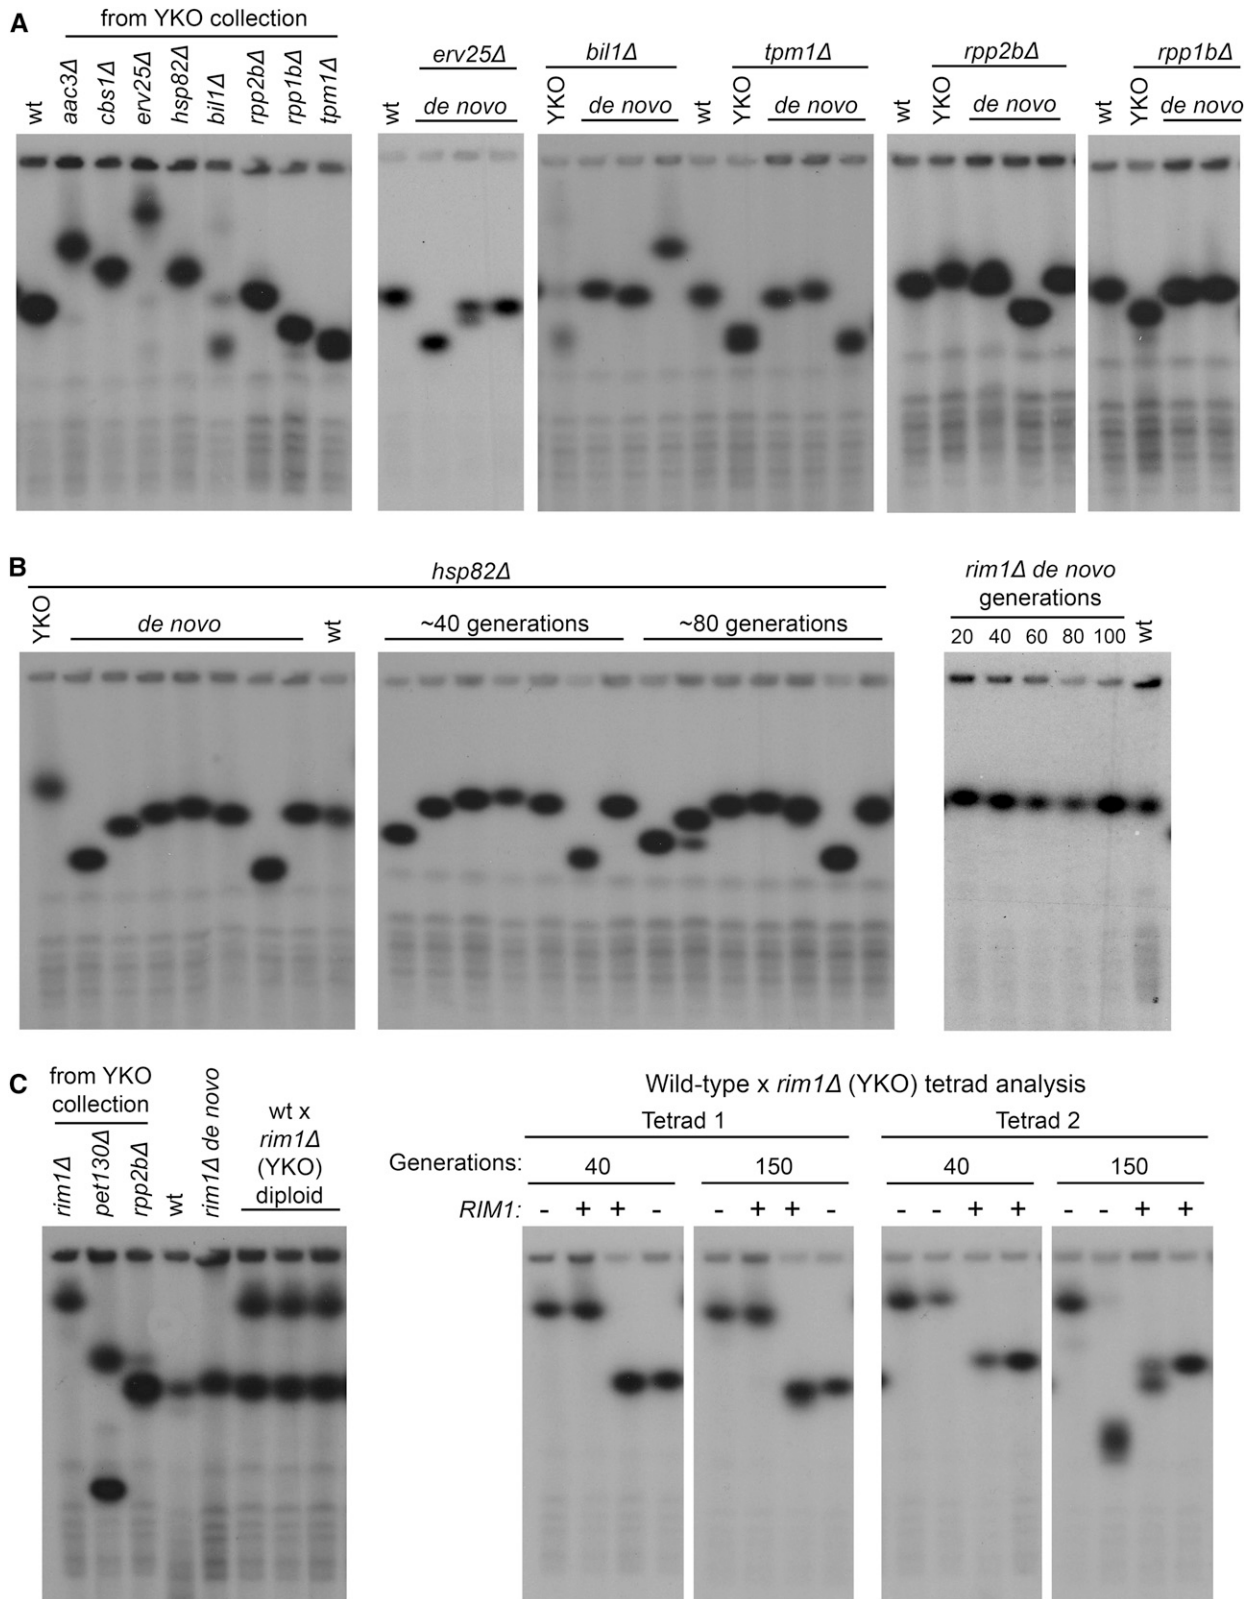 A
from YKO collection
wt
aac3Δ
cbs1Δ
erv25Δ
hsp82Δ
bil1Δ
rpp2bΔ
rpp1bΔ
tpm1Δ
erv25Δ
wt
de novo
bil1Δ
tpm1Δ
YKO
de novo
wt
YKO
de novo
rpp2bΔ
wt
YKO
de novo
rpp1bΔ
wt
YKO
de novo
B
hsp82Δ
YKO
de novo
wt
~40 generations
~80 generations
rim1Δ de novo
generations
20 40 60 80 100 wt
C
from YKO
collection
rim1Δ
pet130Δ
rpp2bΔ
wt
rim1Δ de novo
wt x
rim1Δ
(YKO)
diploid
Wild-type x rim1Δ (YKO) tetrad analysis
Tetrad 1 Tetrad 2
Generations: 40 150 40 150
RIM1: - + + - - + + - - - + + - - + +